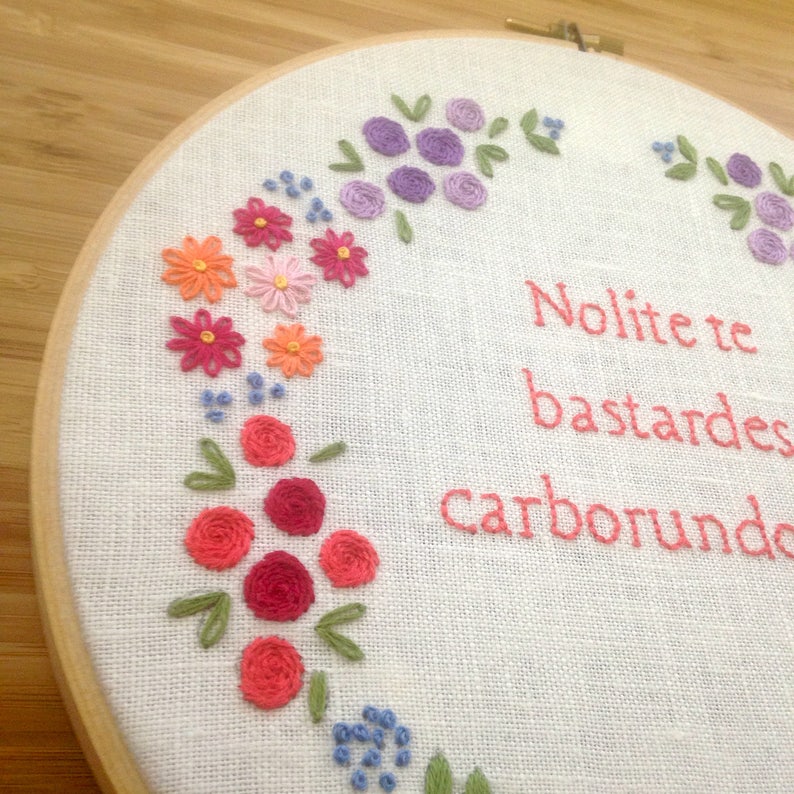 Nolite te
bastardes
carborundo